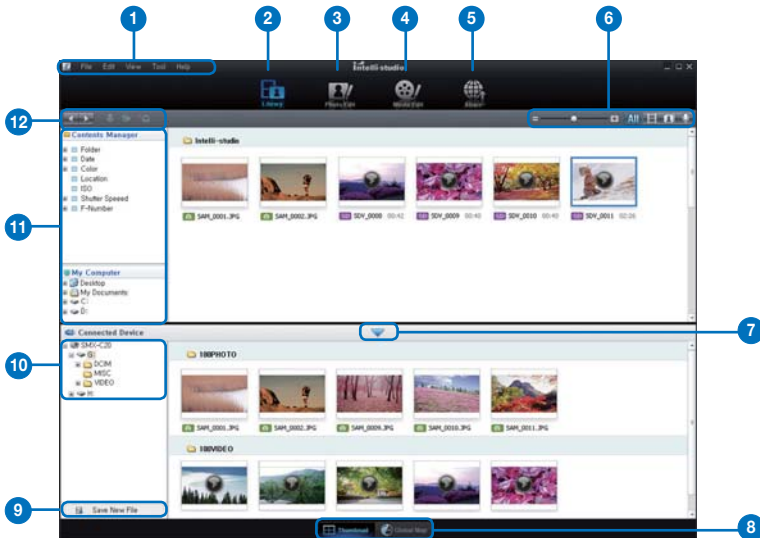 1
2
3
4
5
6
File Edit View Tool Help
Intelli-studio
Library
Photo Edit
Movie Edit
Share
12
All
Contents Manager
Folder
Date
Color
Location
ISO
Shutter Speeed
F-Number
11
Intelli-studio
SAM_0001.JPG
SAM_0002.JPG
SDV_0008 00:42
SDV_0009 00:40
SDV_0010 00:40
SDV_0011 02:26
My Computer
Desktop
My Documents
C:
D:
Connected Device
7
10
SMX-C20
G:
DCIM
MISC
VIDEO
H:
100PHOTO
SAM_0001.JPG
SAM_0002.JPG
SAM_0009.JPG
SAM_0010.JPG
SAM_0011.JPG
100VIDEO
9
Save New File
Thumbnail
Global Map
8